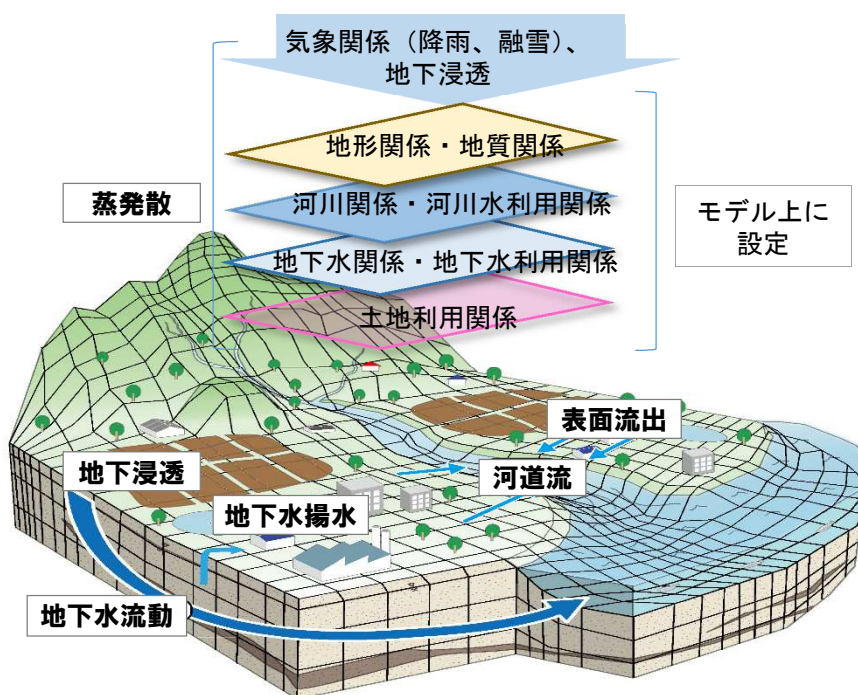 気象関係（降雨、融雪）、
地下浸透
地形関係・地質関係
蒸発散
河川関係・河川水利用関係
モデル上に
設定
地下水関係・地下水利用関係
土地利用関係
表面流出
地下浸透
河道流
地下水揚水
地下水流動